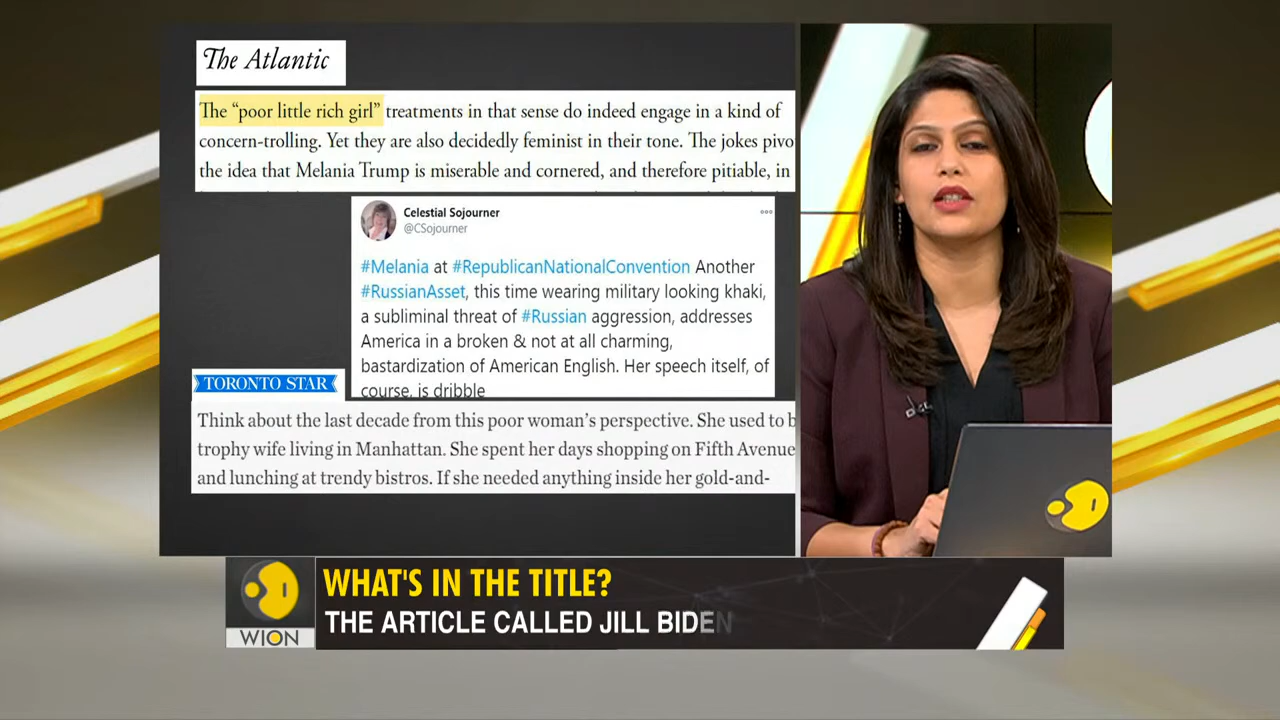 The Atlantic
The “poor little rich girl” treatments in that sense do indeed engage in a kind of
concern-trolling. Yet they are also decidedly feminist in their tone. The jokes pivo
the idea that Melania Trump is miserable and cornered, and therefore pitiable, in
Celestial Sojourner
@CSojourner
#Melania at #RepublicanNationalConvention Another
#RussianAsset, this time wearing military looking khaki,
a subliminal threat of #Russian aggression, addresses
America in a broken & not at all charming,
bastardization of American English. Her speech itself, of
course, is dribble
TORONTO STAR
Think about the last decade from this poor woman’s perspective. She used to b
trophy wife living in Manhattan. She spent her days shopping on Fifth Avenue
and lunching at trendy bistros. If she needed anything inside her gold-and-
WHAT'S IN THE TITLE?
THE ARTICLE CALLED JILL BIDEN
WION